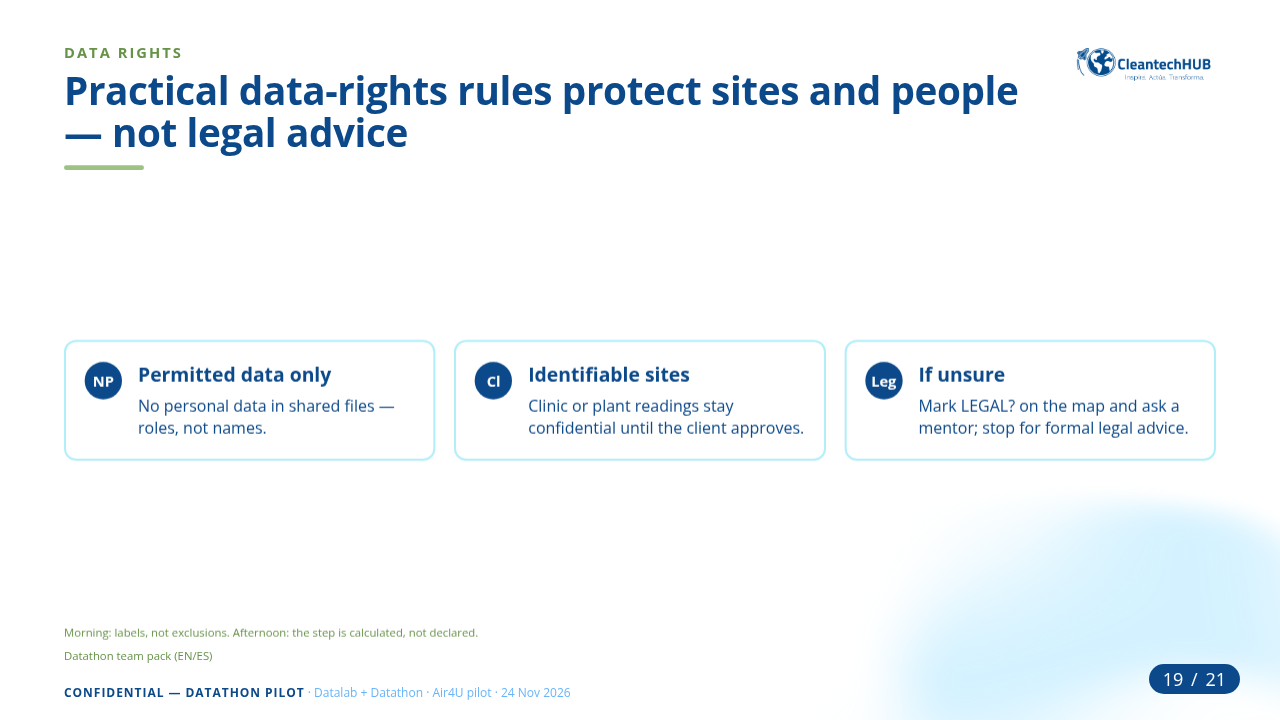 DATA RIGHTS
Practical data-rights rules protect sites and people
— not legal advice
CleantechHUB
Inspira. Actúa. Transforma.
NP
Permitted data only
No personal data in shared files —
roles, not names.
Cl
Identifiable sites
Clinic or plant readings stay
confidential until the client approves.
Leg
If unsure
Mark LEGAL? on the map and ask a
mentor; stop for formal legal advice.
Morning: labels, not exclusions. Afternoon: the step is calculated, not declared.
Datathon team pack (EN/ES)
CONFIDENTIAL — DATATHON PILOT · Datalab + Datathon · Air4U pilot · 24 Nov 2026
19 / 21